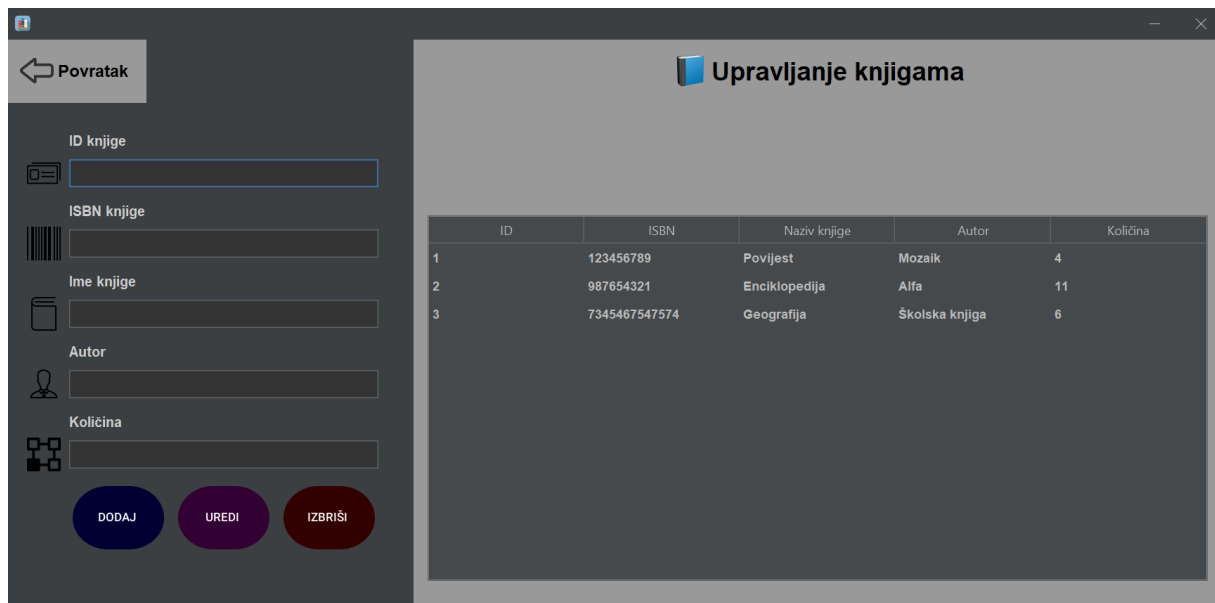 Povratak
ID knjige
ISBN knjige
Ime knjige
Autor
Količina
DODAJ UREDI IZBRIŠI
Upravljanje knjigama
ID ISBN Naziv knjige Autor Količina
1 123456789 Povijest Mozaik 4
2 987654321 Enciklopedija Alfa 11
3 7345467547574 Geografija Školska knjiga 6